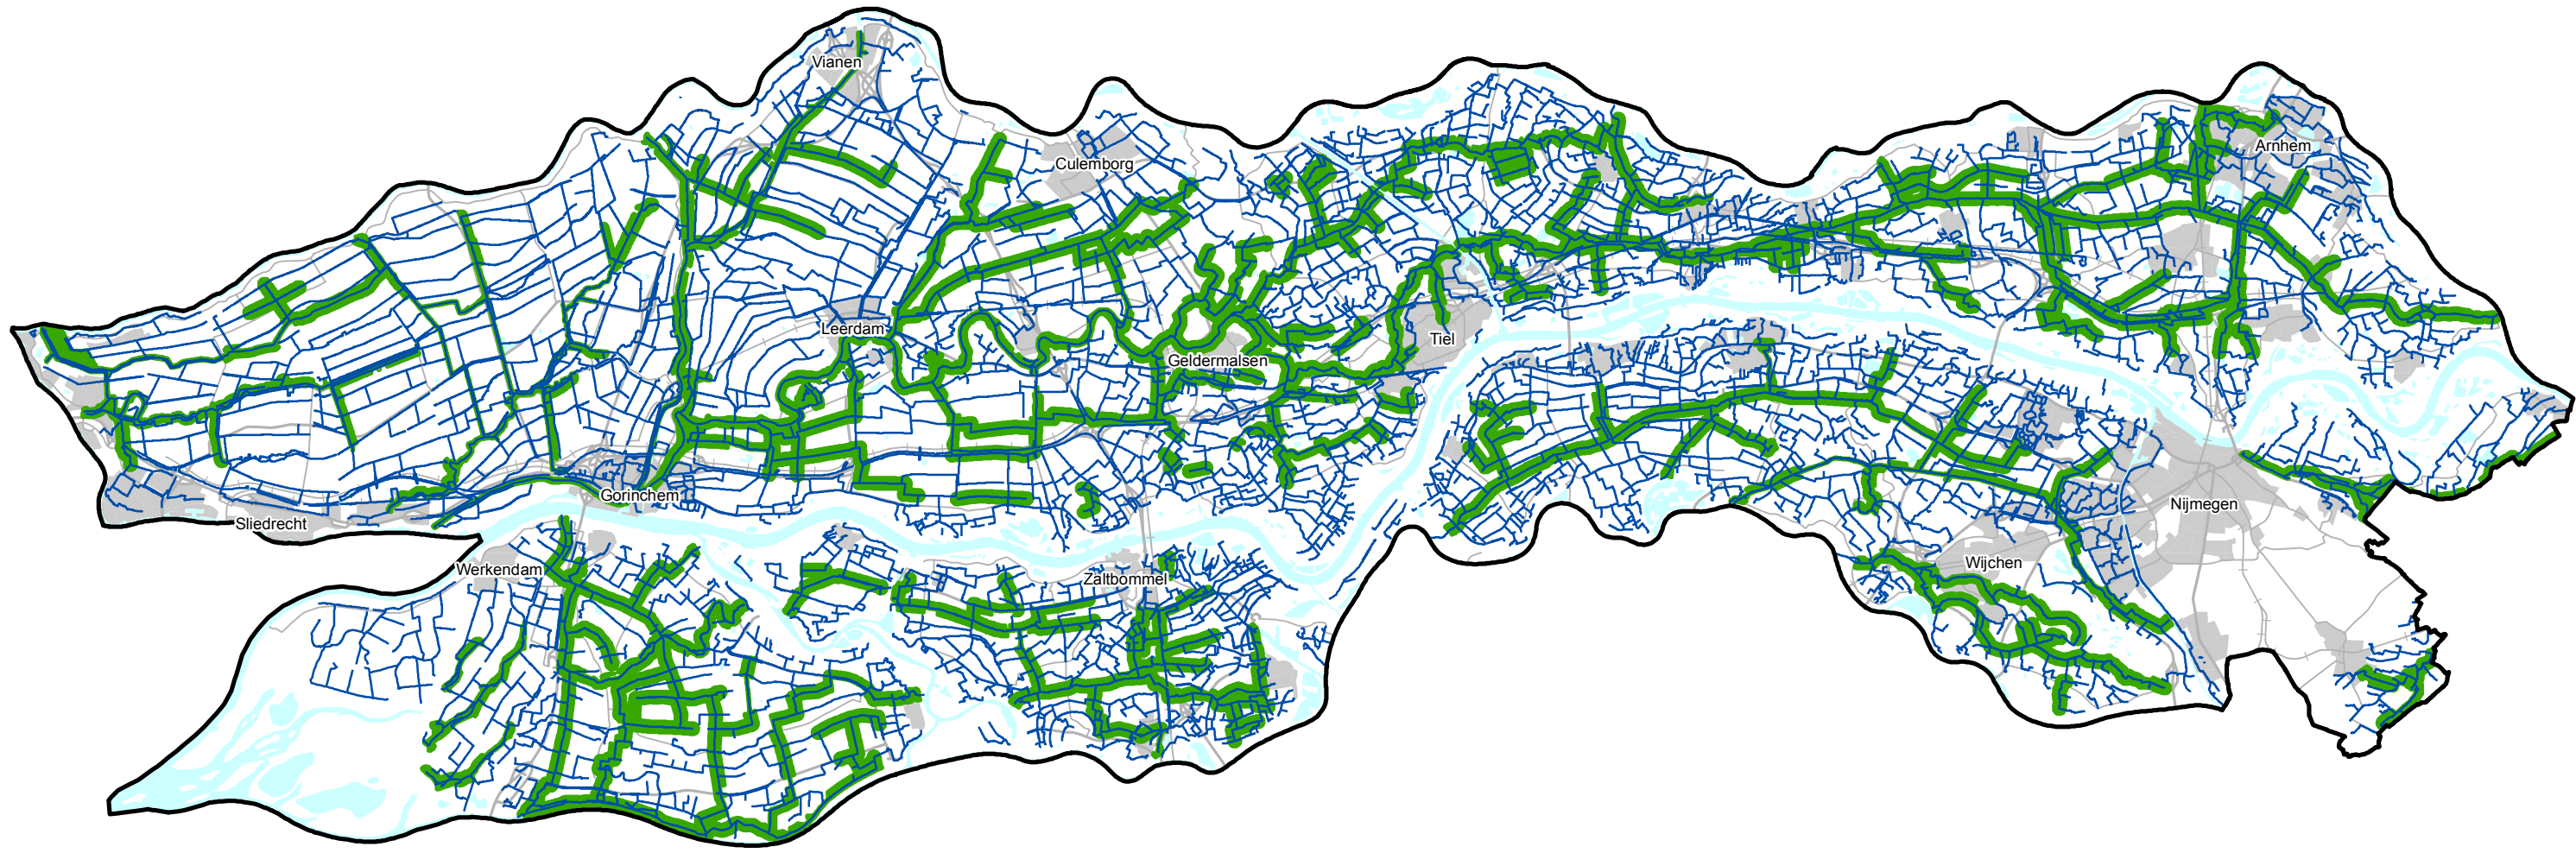 Vianen
Culemborg
Arnhem
Leerdam
Tiel
Geldermalsen
Gorinchem
Sliedrecht
Nijmegen
Werkendam
Zaltbommel
Wijchen